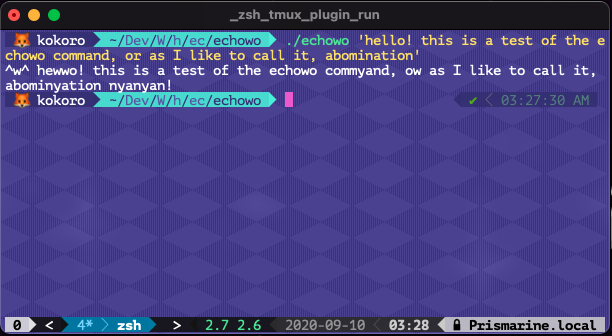 _zsh_tmux_plugin_run
🦊 kokoro ~/Dev/W/h/ec/echowo ./echowo 'hello! this is a test of the e
chowo command, or as I like to call it, abomination'
^w^ hewwo! this is a test of the echowo commyand, ow as I like to call it,
abominyation nyanyan!
🦊 kokoro ~/Dev/W/h/ec/echowo ✔ 03:27:30 AM
0 < 4* zsh > 2.7 2.6 2020-09-10 03:28 🔒 Prismarine.local